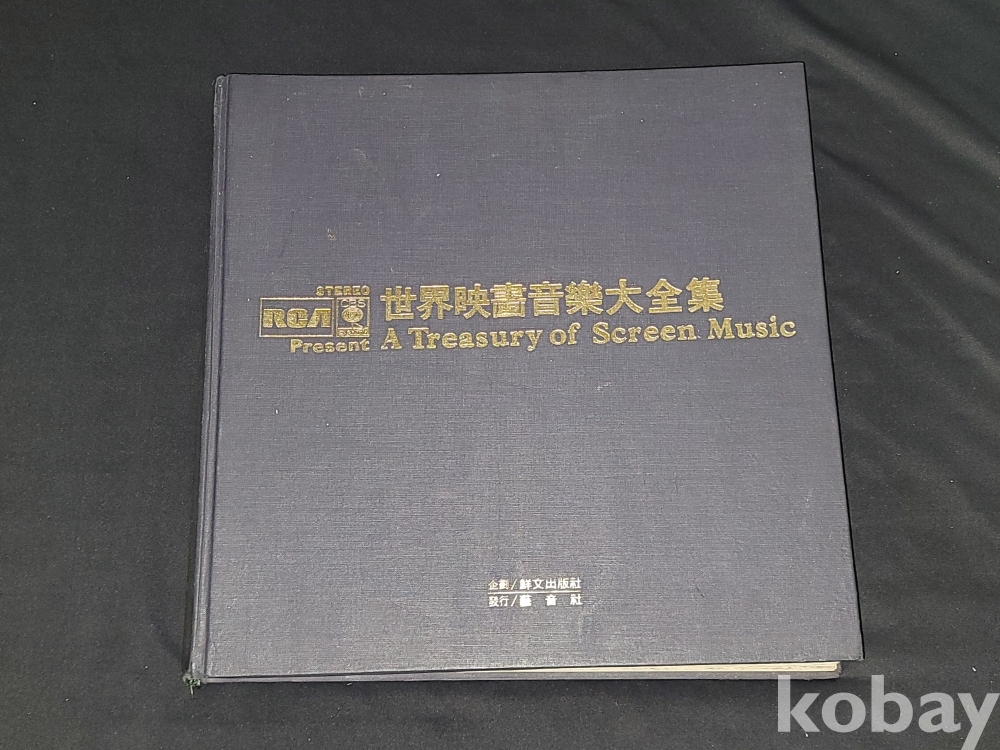 STEREO
RCA CBS
世界映畵音樂大全集
Present A Treasury of Screen Music
企劃/鮮文出版社
發行/藝音社
kobay